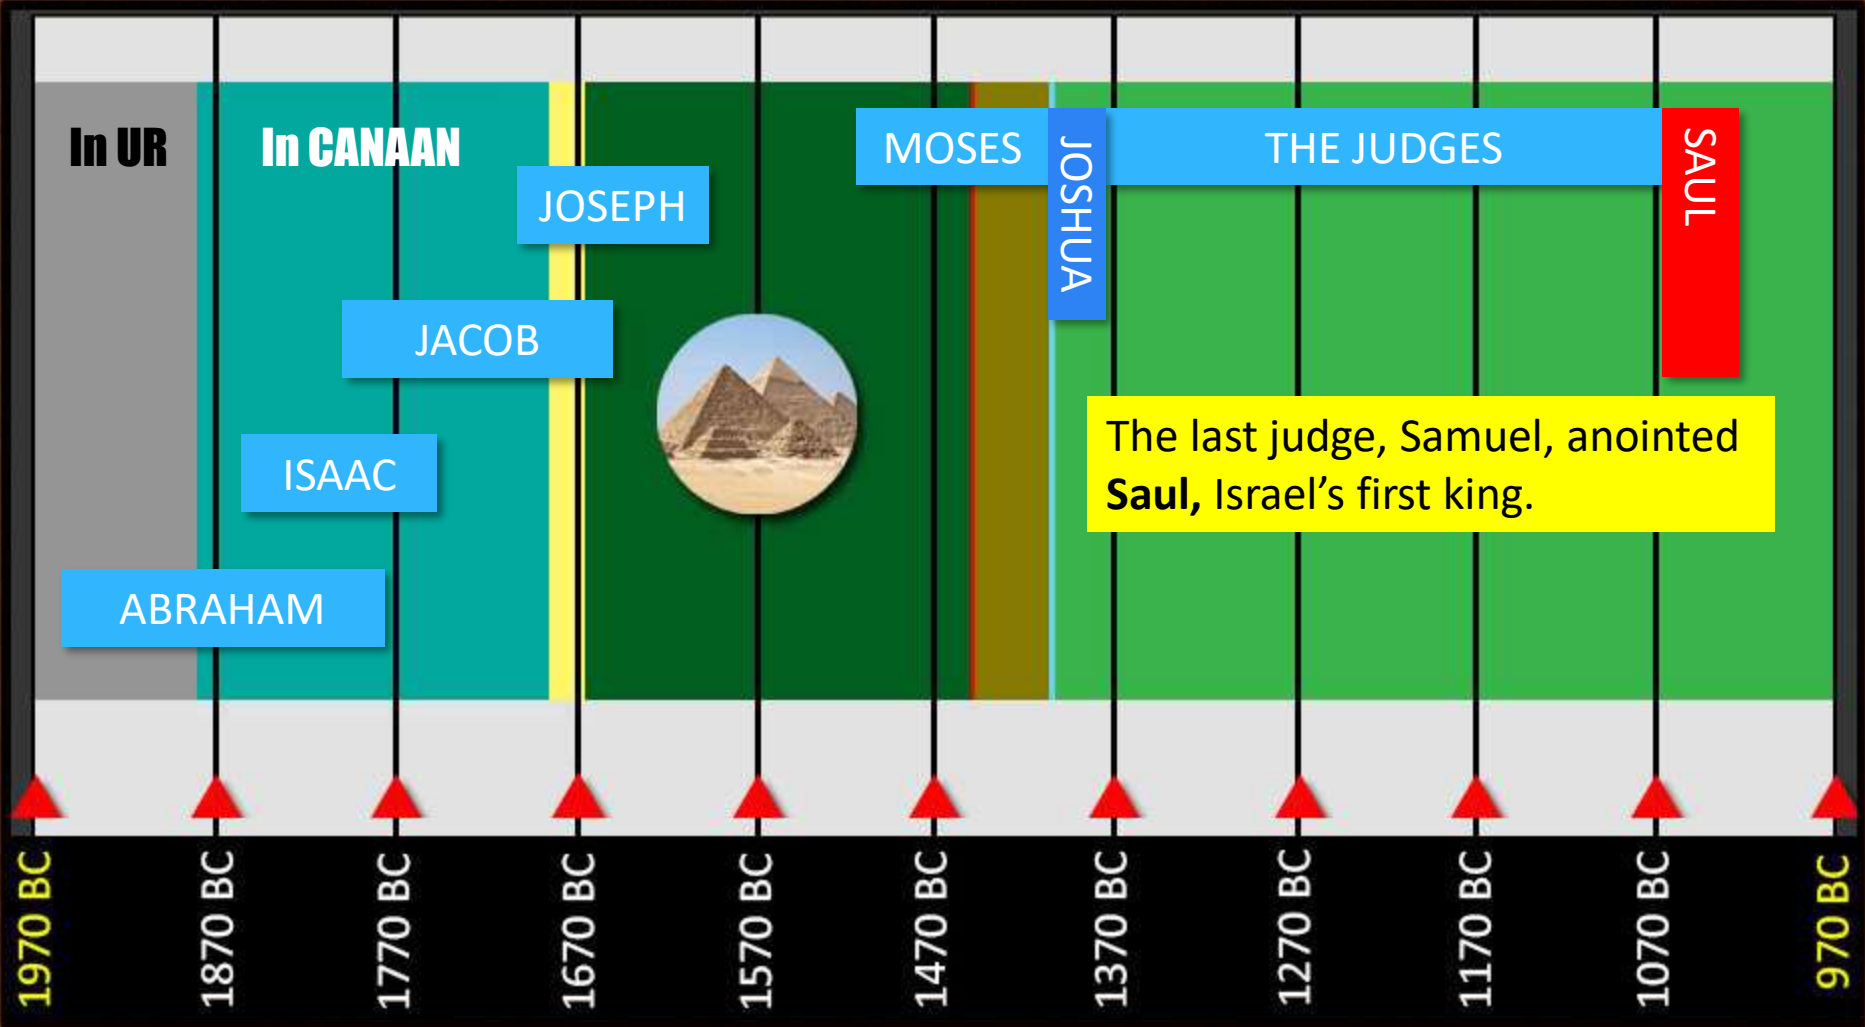 In UR
In CANAAN
MOSES
JOSHUA
THE JUDGES
SAUL
JOSEPH
JACOB
ISAAC
ABRAHAM
The last judge, Samuel, anointed
Saul, Israel’s first king.
1970 BC
1870 BC
1770 BC
1670 BC
1570 BC
1470 BC
1370 BC
1270 BC
1170 BC
1070 BC
970 BC